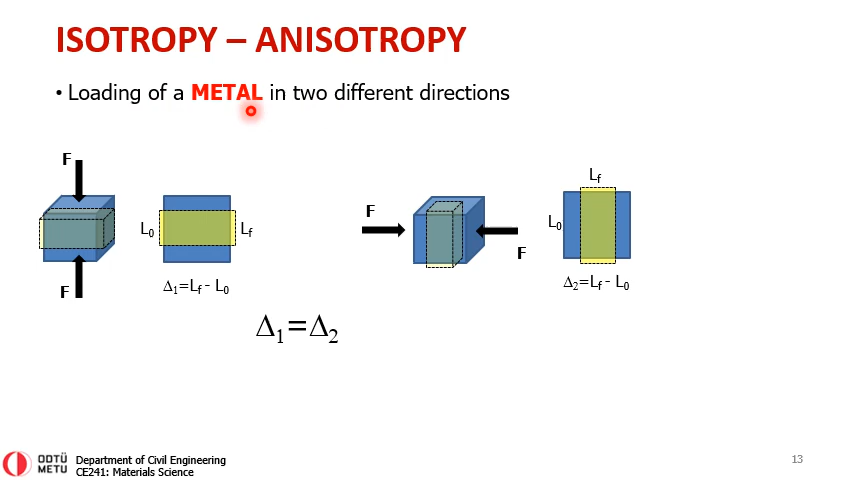 ISOTROPY – ANISOTROPY
• Loading of a METAL in two different directions
F
F
L0
Lf
Δ1=Lf - L0
F
F
Lf
L0
Δ2=Lf - L0
Δ1=Δ2
ODTÜ
METU
Department of Civil Engineering
CE241: Materials Science
13